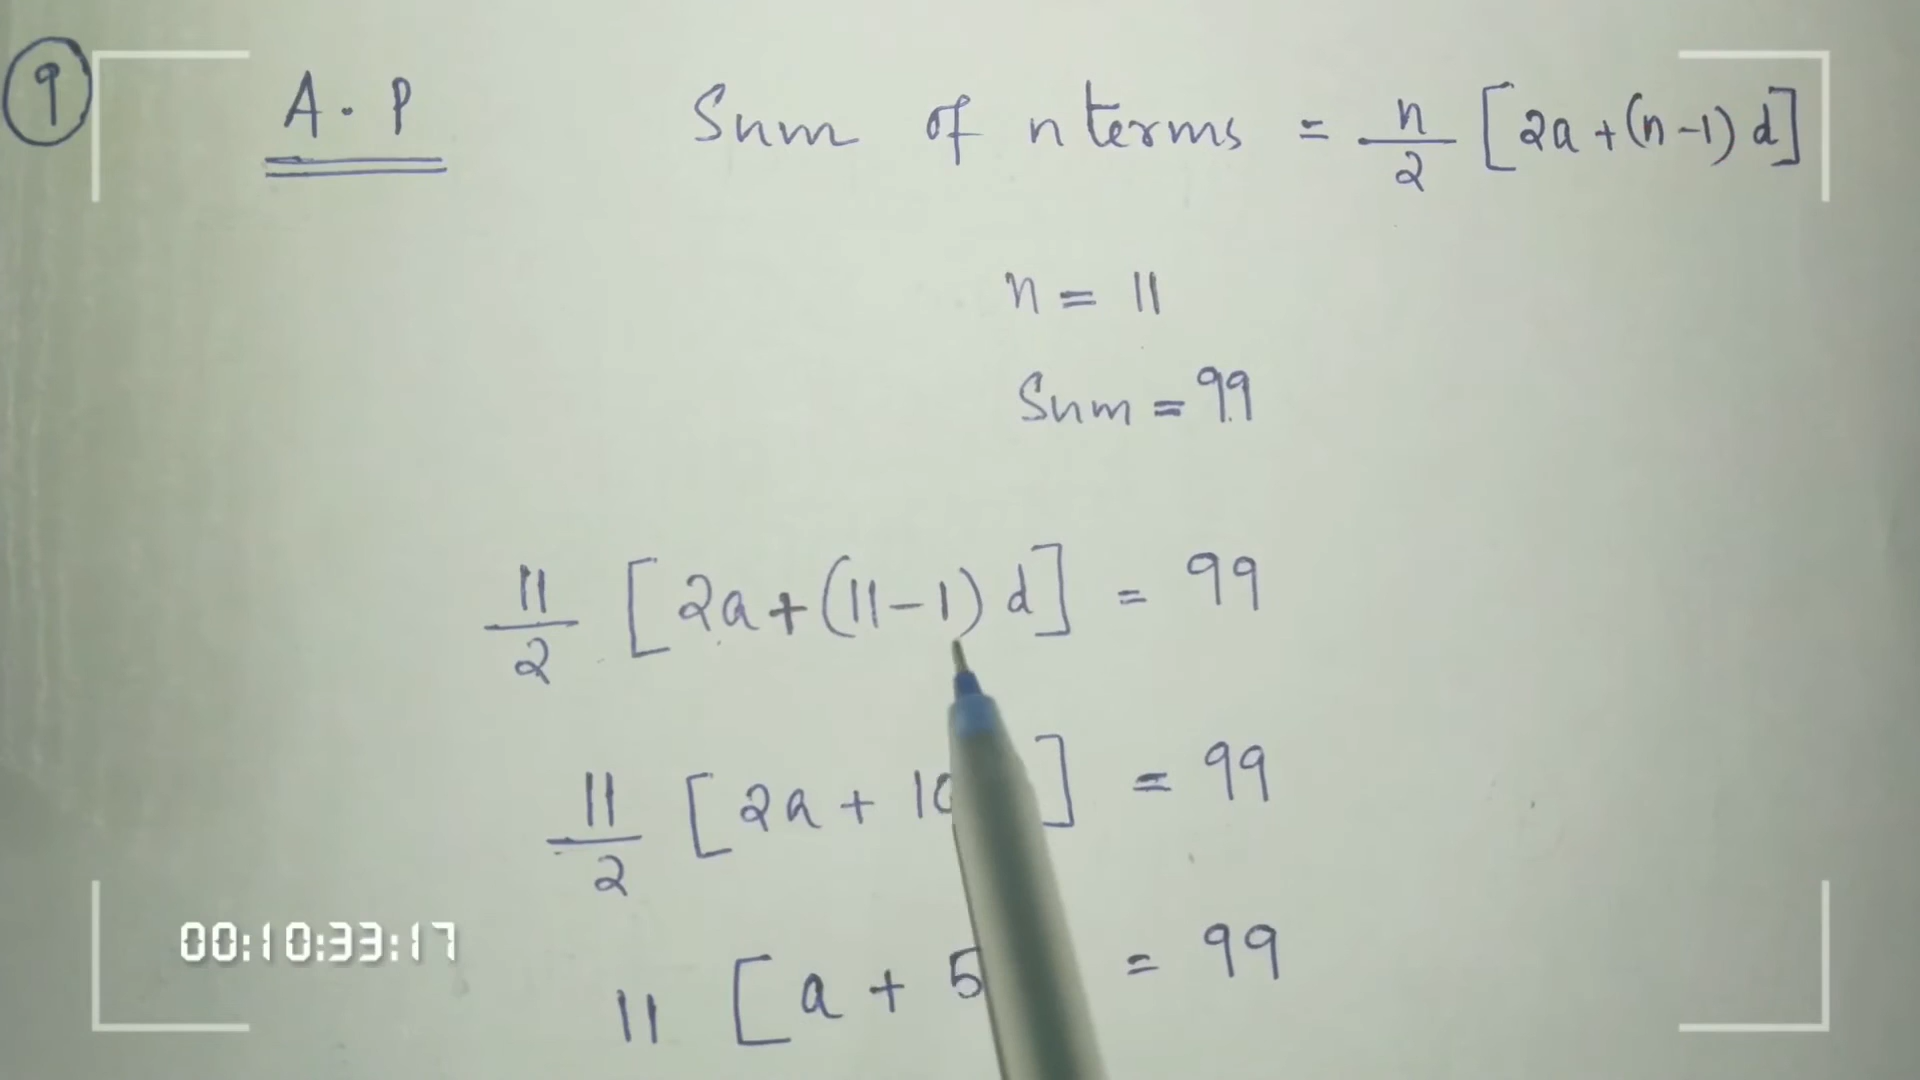 9
A.P Sum of n terms = n/2 [2a+(n-1)d]
n = 11
Sum = 99
11/2 [2a+(11-1)d] = 99
11/2 [2a+10 ] = 99
11 [a + 5 = 99
00:10:33:17